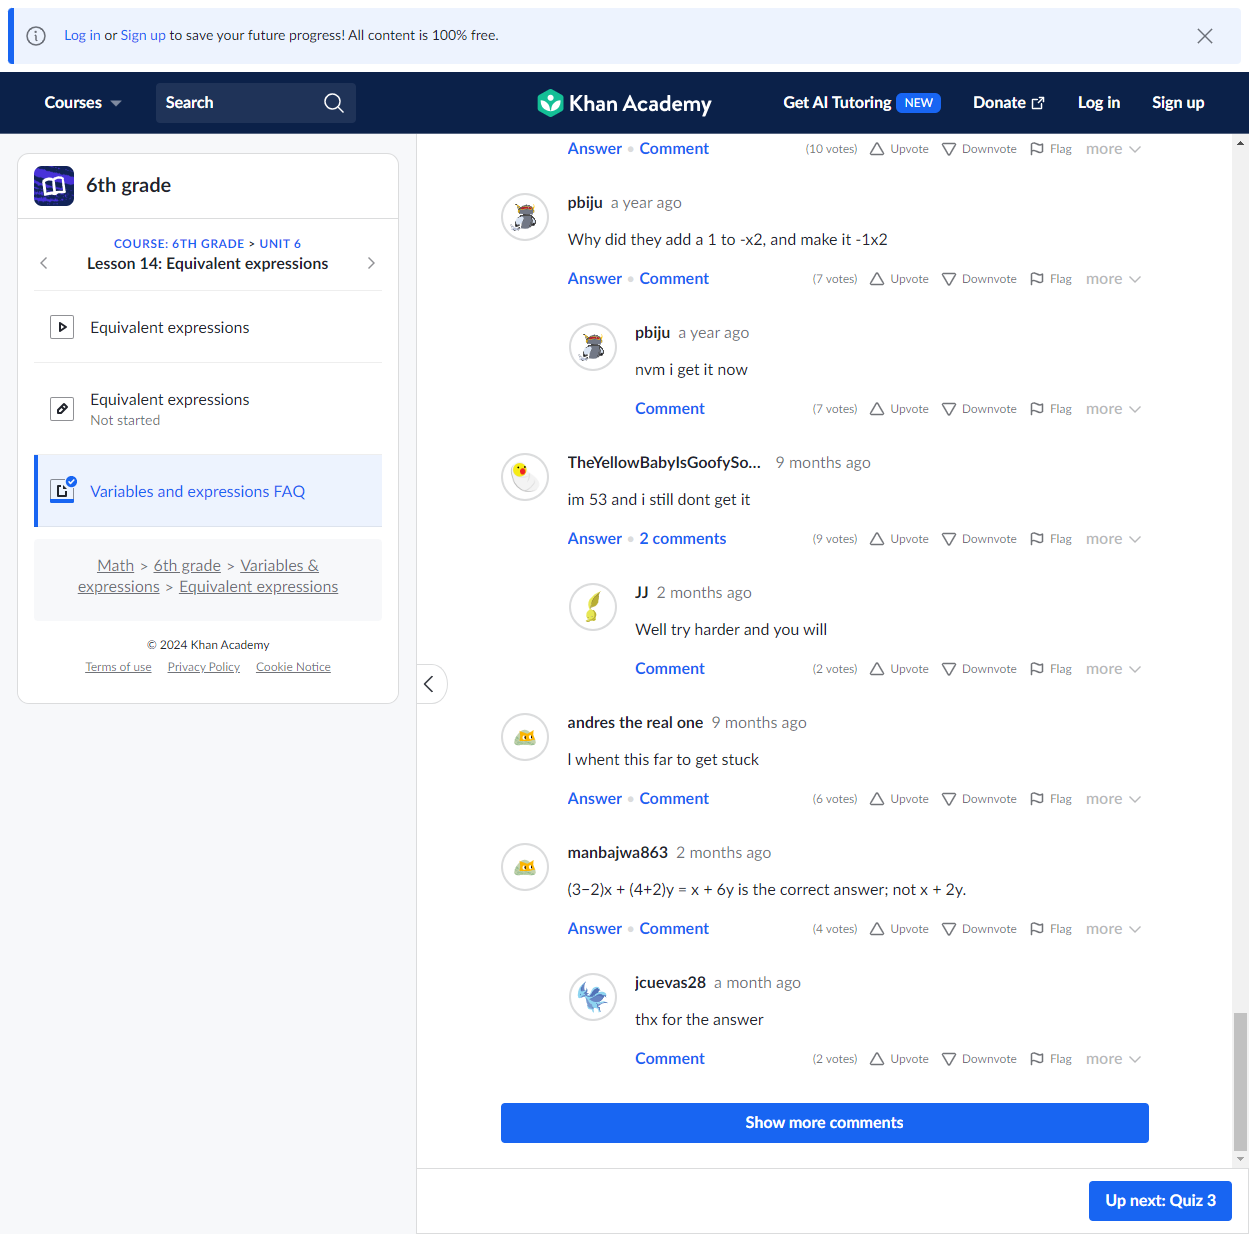 Log in or Sign up to save your future progress! All content is 100% free.
Courses
Search
Khan Academy
Get AI Tutoring NEW
Donate
Log in
Sign up
6th grade
COURSE: 6TH GRADE > UNIT 6
Lesson 14: Equivalent expressions
Equivalent expressions
Equivalent expressions
Not started
Variables and expressions FAQ
Math > 6th grade > Variables &
expressions > Equivalent expressions
© 2024 Khan Academy
Terms of use Privacy Policy Cookie Notice
Answer • Comment (10 votes) Upvote Downvote Flag more
pbiju a year ago
Why did they add a 1 to -x2, and make it -1x2
Answer • Comment (7 votes) Upvote Downvote Flag more
pbiju a year ago
nvm i get it now
Comment (7 votes) Upvote Downvote Flag more
TheYellowBabyIsGoofySo... 9 months ago
im 53 and i still dont get it
Answer • 2 comments (9 votes) Upvote Downvote Flag more
JJ 2 months ago
Well try harder and you will
Comment (2 votes) Upvote Downvote Flag more
andres the real one 9 months ago
I whent this far to get stuck
Answer • Comment (6 votes) Upvote Downvote Flag more
manbajwa863 2 months ago
(3−2)x + (4+2)y = x + 6y is the correct answer; not x + 2y.
Answer • Comment (4 votes) Upvote Downvote Flag more
jcuevas28 a month ago
thx for the answer
Comment (2 votes) Upvote Downvote Flag more
Show more comments
Up next: Quiz 3